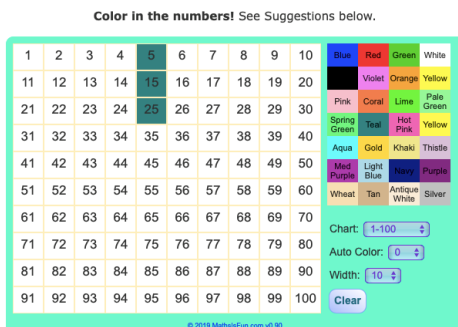 Color in the numbers! See Suggestions below.
1 2 3 4 5 6 7 8 9 10
11 12 13 14 15 16 17 18 19 20
21 22 23 24 25 26 27 28 29 30
31 32 33 34 35 36 37 38 39 40
41 42 43 44 45 46 47 48 49 50
51 52 53 54 55 56 57 58 59 60
61 62 63 64 65 66 67 68 69 70
71 72 73 74 75 76 77 78 79 80
81 82 83 84 85 86 87 88 89 90
91 92 93 94 95 96 97 98 99 100
Blue Red Green White
Violet Orange Yellow
Pink Coral Lime Pale Green
Spring Green Teal Hot Pink Yellow
Aqua Gold Khaki Thistle
Med Purple Light Blue Navy Purple
Wheat Tan Antique White Silver
Chart: 1-100
Auto Color: 0
Width: 10
Clear
© 2019 MathsIsFun.com v0.90